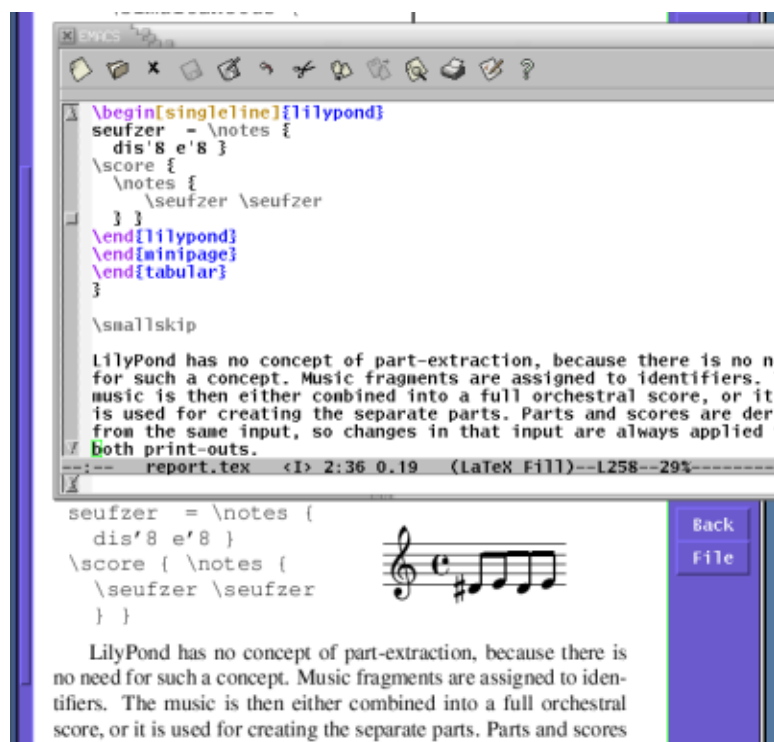 EMACS
\begin[singleline]{lilypond}
seufzer = \notes {
dis'8 e'8 }
\score {
\notes {
\seufzer \seufzer
} }
\end{lilypond}
\end{minipage}
\end{tabular}
}
\smallskip
LilyPond has no concept of part-extraction, because there is no n
for such a concept. Music fragments are assigned to identifiers.
music is then either combined into a full orchestral score, or it
is used for creating the separate parts. Parts and scores are der
from the same input, so changes in that input are always applied
both print-outs.
--:-- report.tex <I> 2:36 0.19 (LaTeX Fill)--L258--29%--------
seufzer = \notes {
dis'8 e'8 }
\score { \notes {
\seufzer \seufzer
} }
Back
File
LilyPond has no concept of part-extraction, because there is
no need for such a concept. Music fragments are assigned to iden-
tifiers. The music is then either combined into a full orchestral
score, or it is used for creating the separate parts. Parts and scores